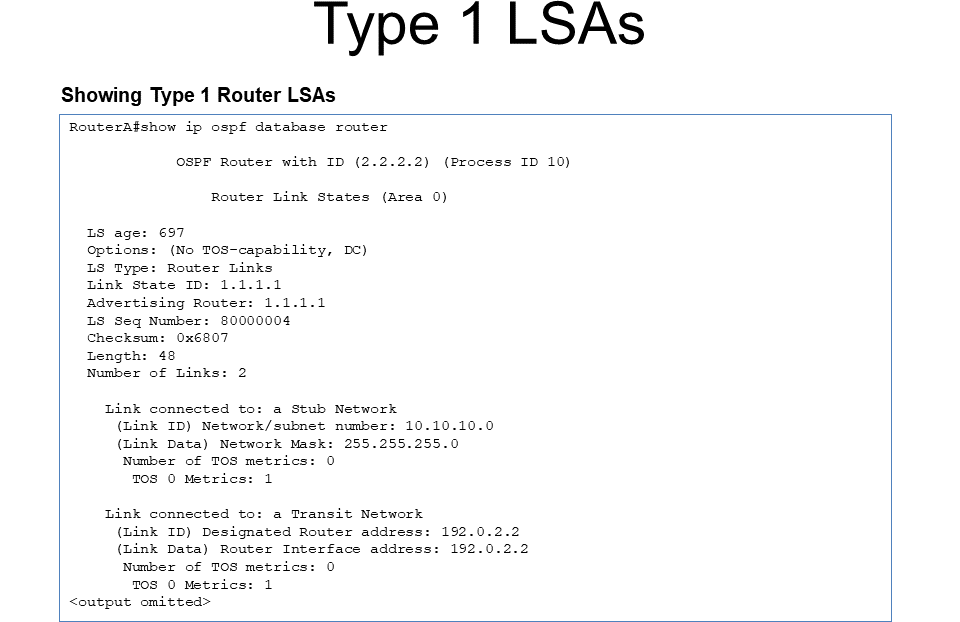 Type 1 LSAs
Showing Type 1 Router LSAs
RouterA#show ip ospf database router
OSPF Router with ID (2.2.2.2) (Process ID 10)
Router Link States (Area 0)
LS age: 697
Options: (No TOS-capability, DC)
LS Type: Router Links
Link State ID: 1.1.1.1
Advertising Router: 1.1.1.1
LS Seq Number: 80000004
Checksum: 0x6807
Length: 48
Number of Links: 2
Link connected to: a Stub Network
(Link ID) Network/subnet number: 10.10.10.0
(Link Data) Network Mask: 255.255.255.0
Number of TOS metrics: 0
TOS 0 Metrics: 1
Link connected to: a Transit Network
(Link ID) Designated Router address: 192.0.2.2
(Link Data) Router Interface address: 192.0.2.2
Number of TOS metrics: 0
TOS 0 Metrics: 1
<output omitted>